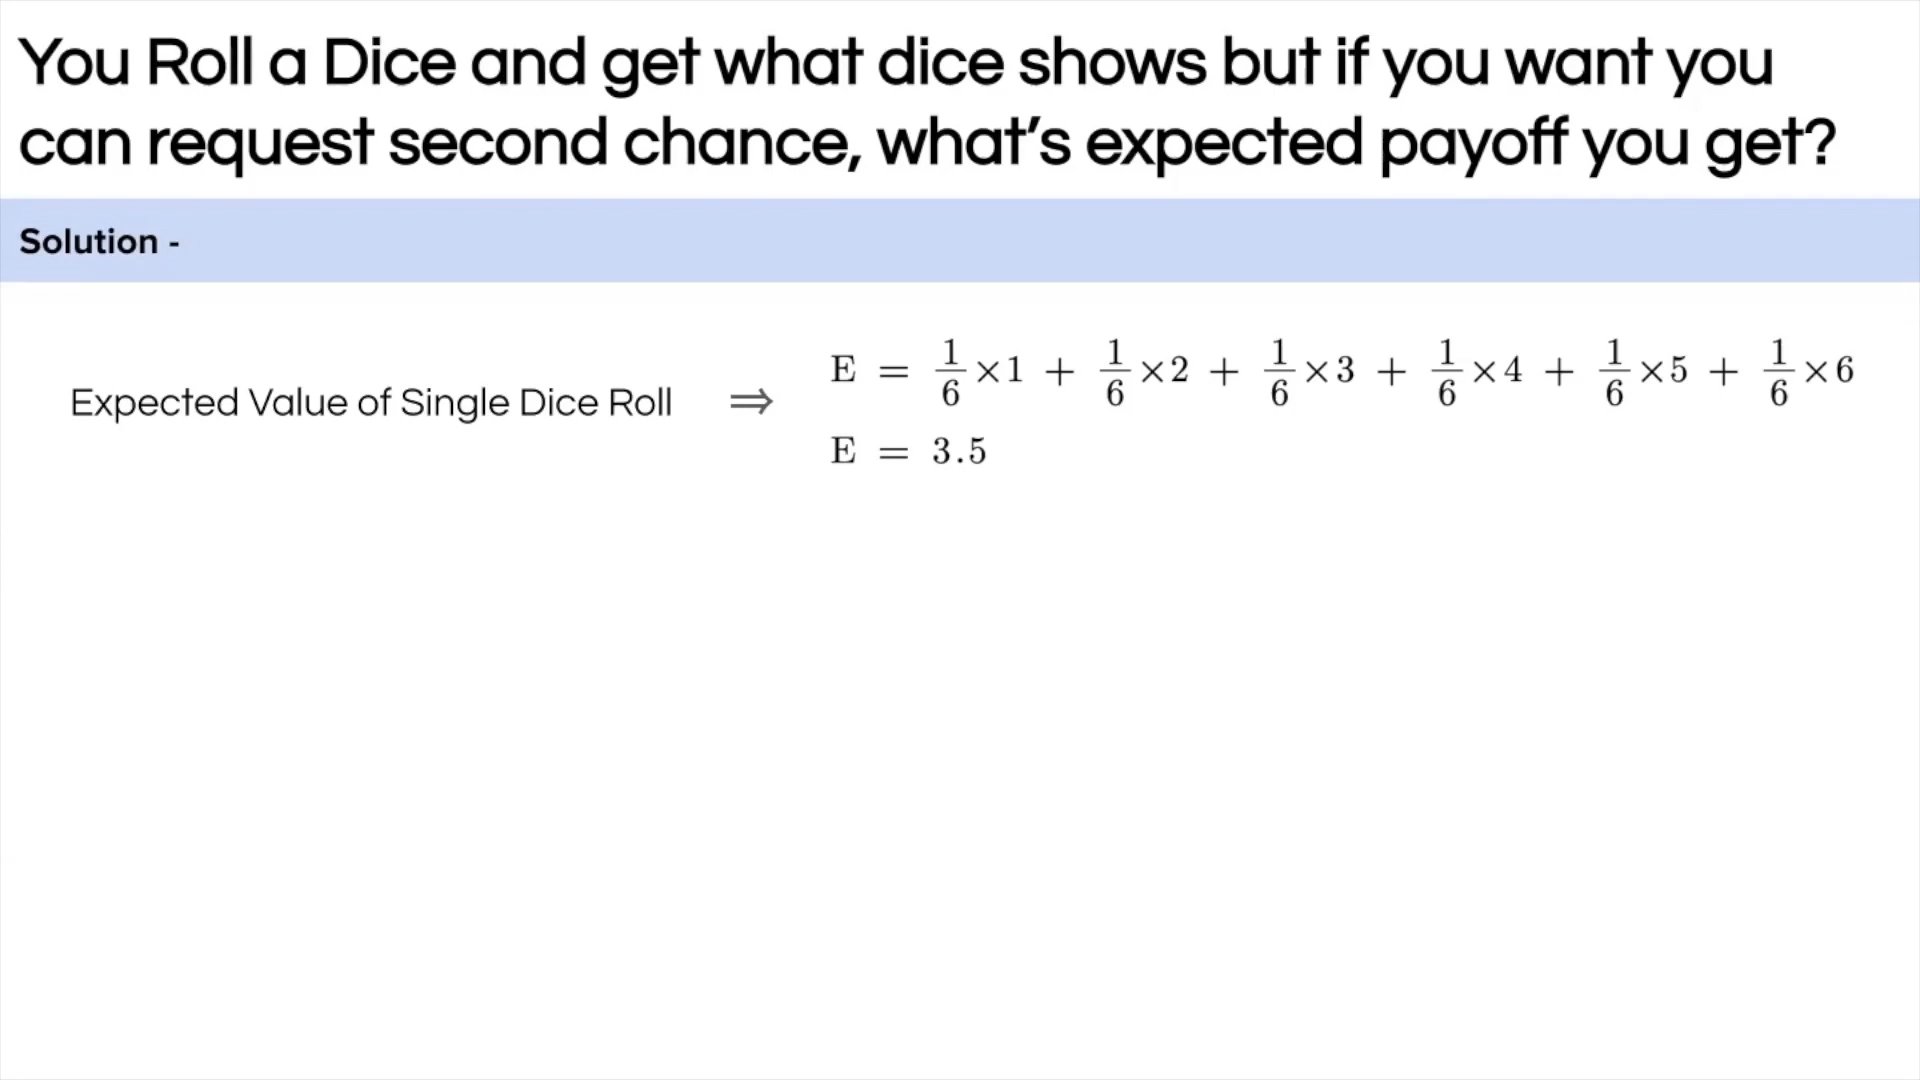 You Roll a Dice and get what dice shows but if you want you
can request second chance, what’s expected payoff you get?
Solution -
Expected Value of Single Dice Roll ⇒ E = 1/6 ×1 + 1/6 ×2 + 1/6 ×3 + 1/6 ×4 + 1/6 ×5 + 1/6 ×6
E = 3.5